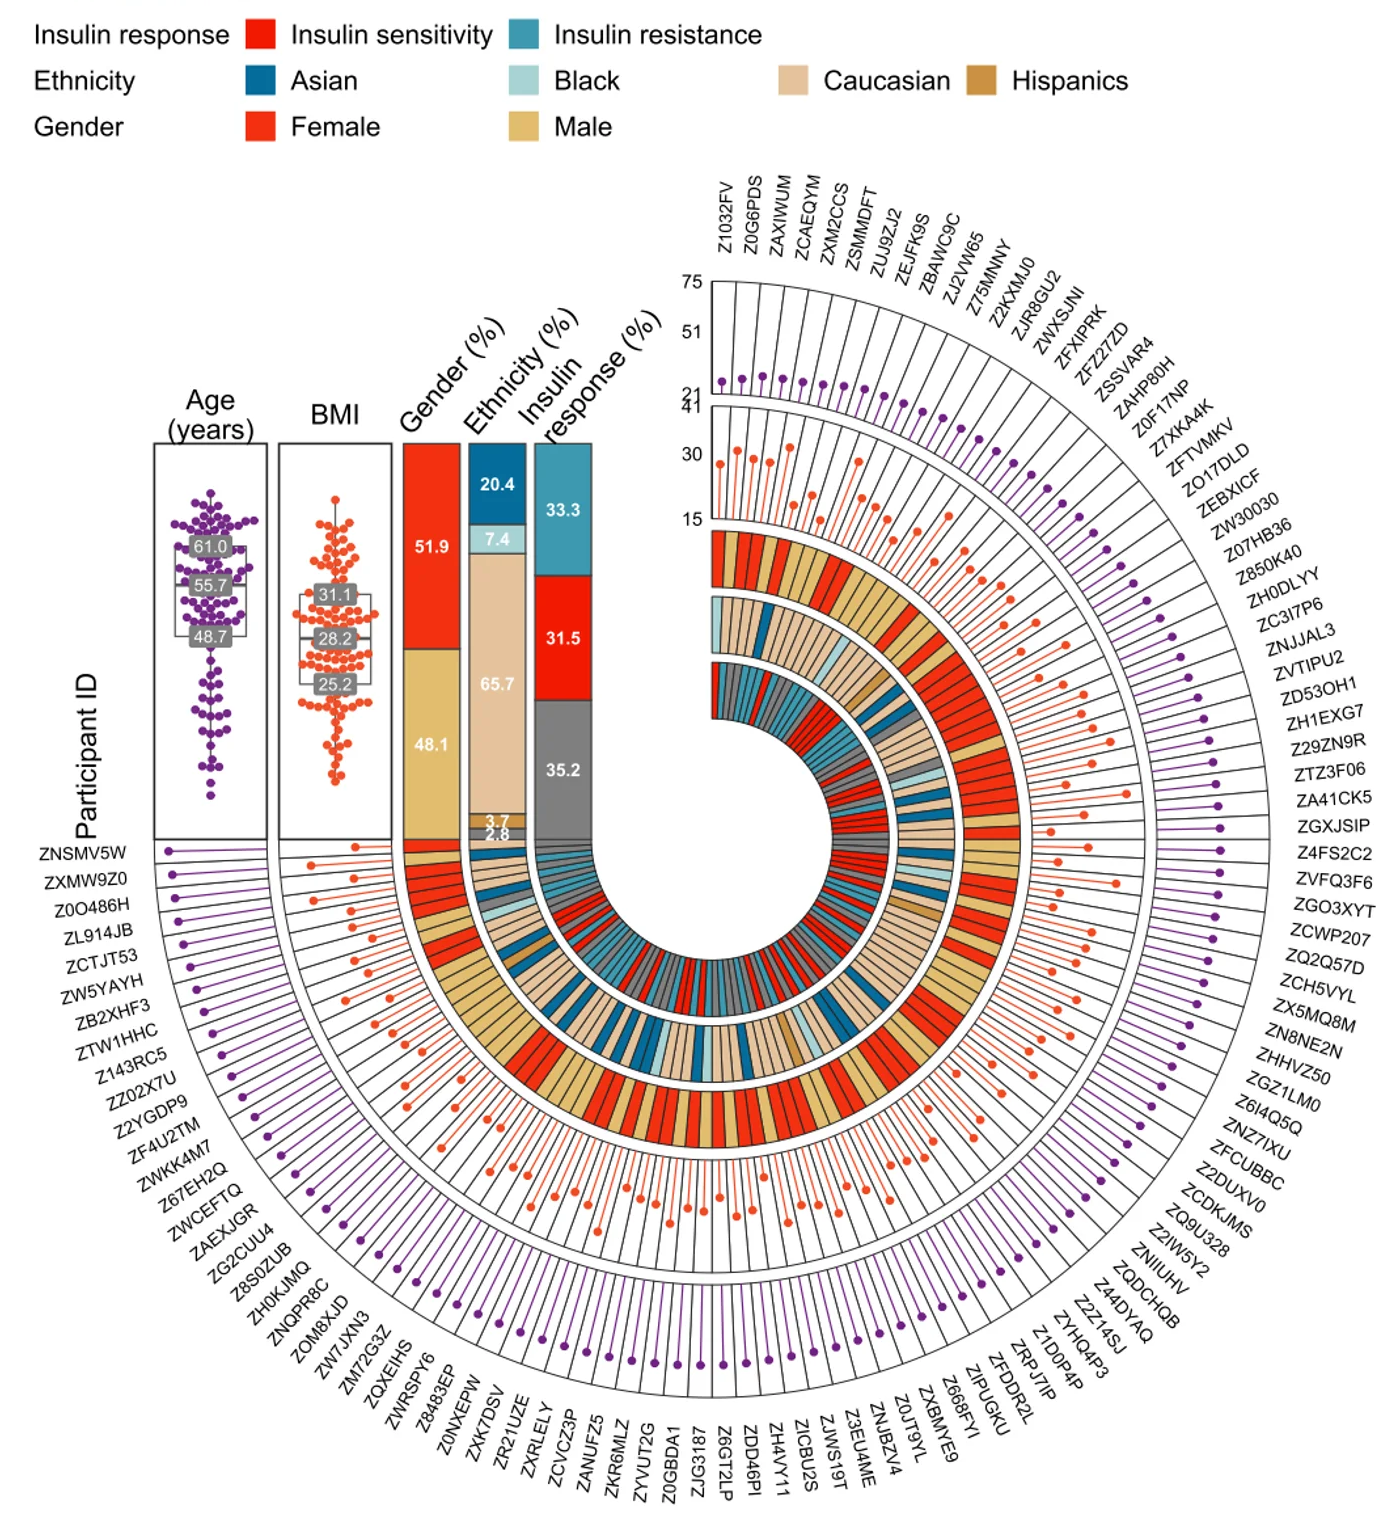 Insulin response Insulin sensitivity Insulin resistance
Ethnicity Asian Black Caucasian Hispanics
Gender Female Male
Age
(years)
BMI
Gender (%)
Ethnicity (%)
Insulin
response (%)
Participant ID
61.0
55.7
48.7
31.1
28.2
25.2
51.9
48.1
20.4
7.4
65.7
3.7
2.8
33.3
31.5
35.2
75
51
21
41
30
15
Z1032FV
Z0G6PDS
ZAXIWUM
ZCAEQYM
ZXM2CCS
ZSMMDFT
ZUJ9ZJ2
ZEJFK9S
ZBAWC9C
ZJ2VW65
Z75MNNY
Z2KXMJ0
ZJR8GU2
ZWXSJNI
ZFXIPRK
ZFZ27ZD
ZSSVAR4
ZAHP80H
Z0F17NP
Z7XKA4K
ZFTVMKV
ZO17DLD
ZEBXICF
ZW30030
Z07HB36
Z850K40
ZH0DLYY
ZC3I7P6
ZNJJAL3
ZVTIPU2
ZD53OH1
ZH1EXG7
Z29ZN9R
ZTZ3F06
ZA41CK5
ZGXJSIP
Z4FS2C2
ZVFQ3F6
ZGO3XYT
ZCWP207
ZQ2Q57D
ZCH5VYL
ZX5MQ8M
ZN8NE2N
ZHHVZ50
ZGZ1LM0
Z6I4Q5Q
ZNZ7IXU
ZFCUBBC
Z2DUXV0
ZCDKJMS
ZQ9U328
Z2IW5Y2
ZNIIUHV
ZQDCHQB
Z44DYAQ
Z2Z14SJ
ZYHQ4P3
Z1D0P4P
ZRPJ7IP
ZFDDR2L
ZIPUGKU
Z668FYI
ZXBMYE9
Z0JT9YL
ZNJBZV4
Z3EU4ME
ZJWS19T
ZICBU2S
ZH4VY11
ZDD46PI
Z6GT2LP
ZJG3187
Z0GBDA1
ZYVUT2G
ZKR6MLZ
ZANUFZ5
ZCVCZ3P
ZXRLELY
ZR21UZE
ZXK7DSV
Z0NXEPW
Z8483EP
ZWRSPY6
ZQXEIHS
ZM72G3Z
ZW7JXN3
ZOM8XJD
ZNQPR8C
ZH0KJMQ
Z8S0ZUB
ZG2CUU4
ZAEXJGR
ZWCEFTQ
Z67EH2Q
ZWKK4M7
ZF4U2TM
Z2YGDP9
ZZ02X7U
Z143RC5
ZTW1HHC
ZB2XHF3
ZW5YAYH
ZCTJT53
ZL914JB
Z0O486H
ZXMW9Z0
ZNSMV5W